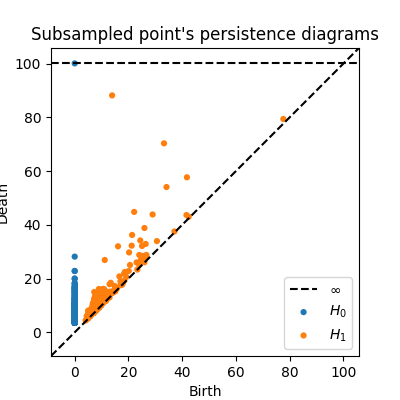 Subsampled point's persistence diagrams
100
80
60
40
20
0
Death
∞
H₀
H₁
0 20 40 60 80 100
Birth